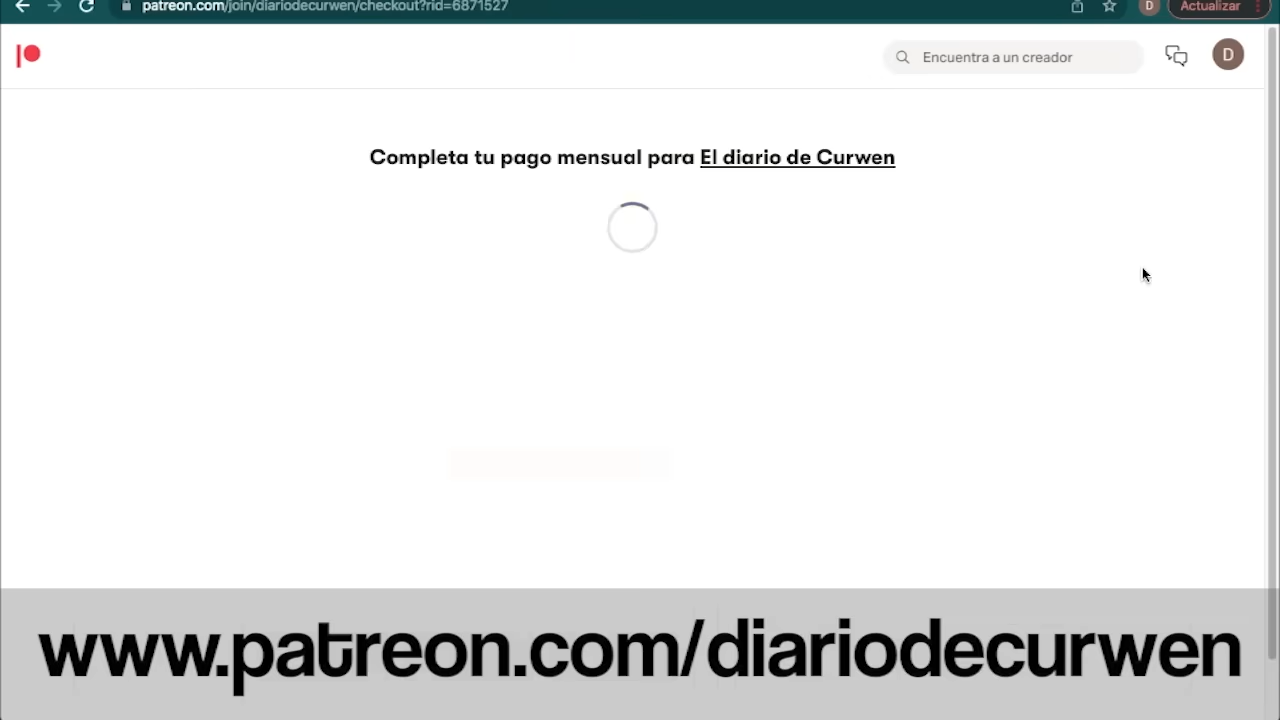 patreon.com/join/diariodecurwen/checkout?rid=6871527
D
Actualizar
Encuentra a un creador
D
Completa tu pago mensual para El diario de Curwen
www.patreon.com/diariodecurwen